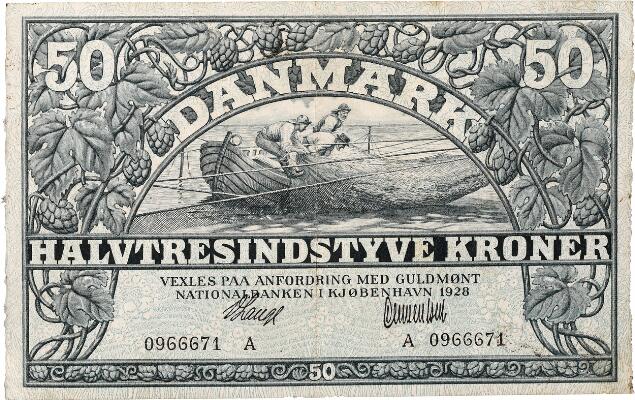 50 50
DANMARK
HALVTRESINDSTYVE KRONER
VEXLES PAA ANFORDRING MED GULDMØNT
NATIONALBANKEN I KJØBENHAVN 1928
0966671 A A 0966671
50